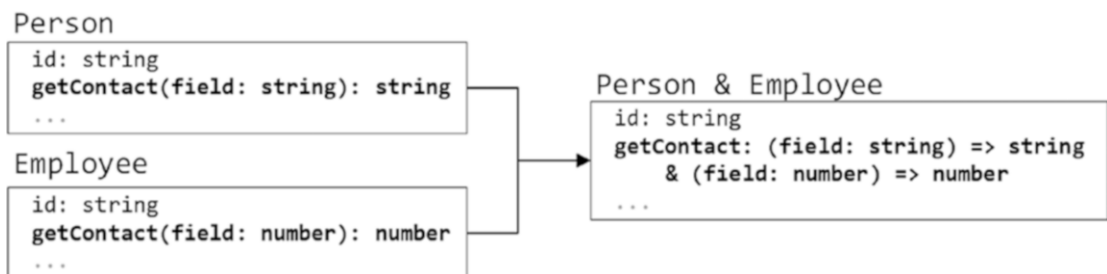 Person
id: string
getContact(field: string): string
...
Employee
id: string
getContact(field: number): number
...
Person & Employee
id: string
getContact: (field: string) => string
& (field: number) => number
...